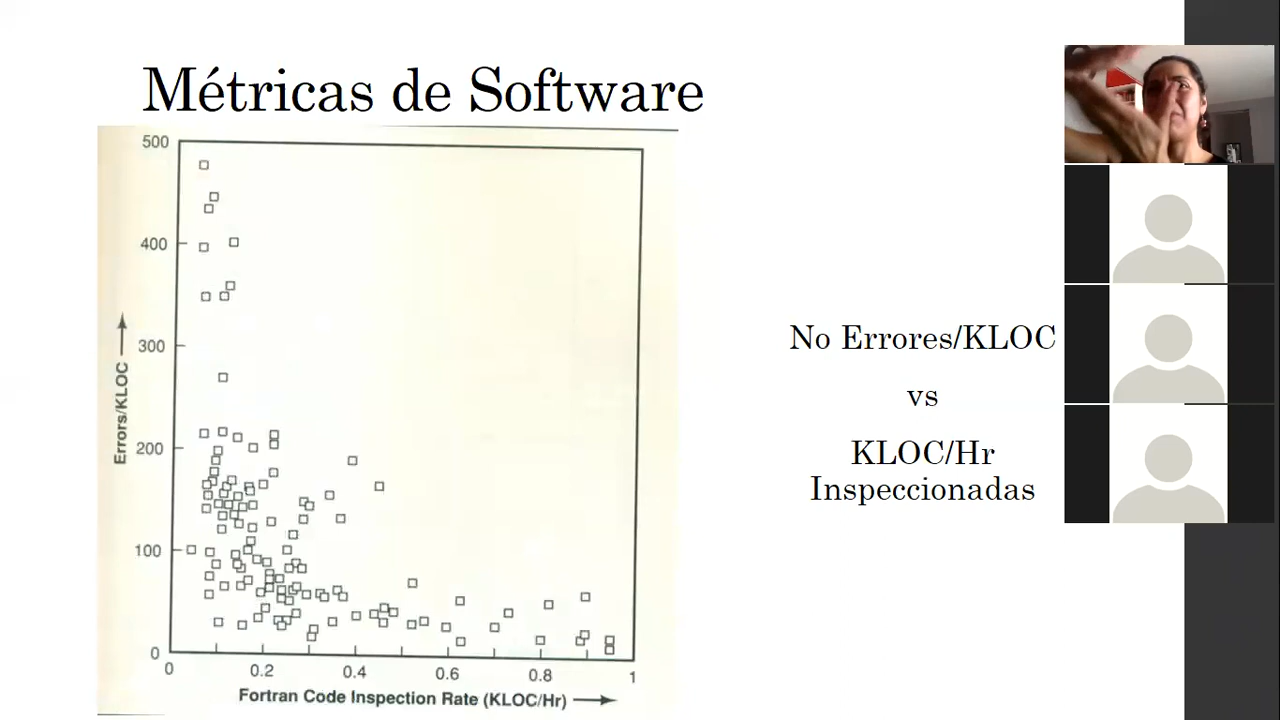 Métricas de Software
500
400
300
200
100
0
Errors/KLOC
0
0.2
0.4
0.6
0.8
1
Fortran Code Inspection Rate (KLOC/Hr)
No Errores/KLOC
vs
KLOC/Hr
Inspeccionadas